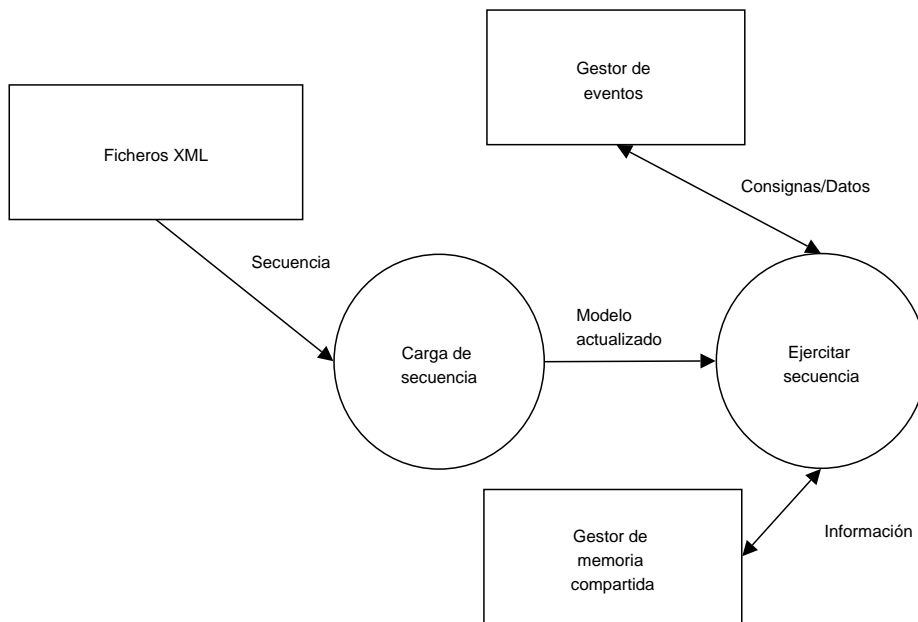 Gestor de
eventos
Ficheros XML
Consignas/Datos
Secuencia
Modelo
actualizado
Carga de
secuencia
Ejercitar
secuencia
Gestor de
memoria
compartida
Información